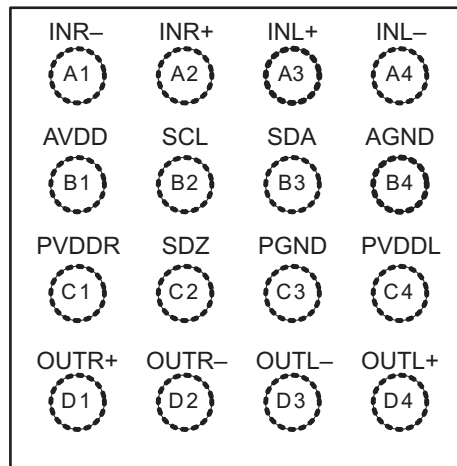 INR– INR+ INL+ INL–
A1 A2 A3 A4
AVDD SCL SDA AGND
B1 B2 B3 B4
PVDDR SDZ PGND PVDDL
C1 C2 C3 C4
OUTR+ OUTR– OUTL– OUTL+
D1 D2 D3 D4